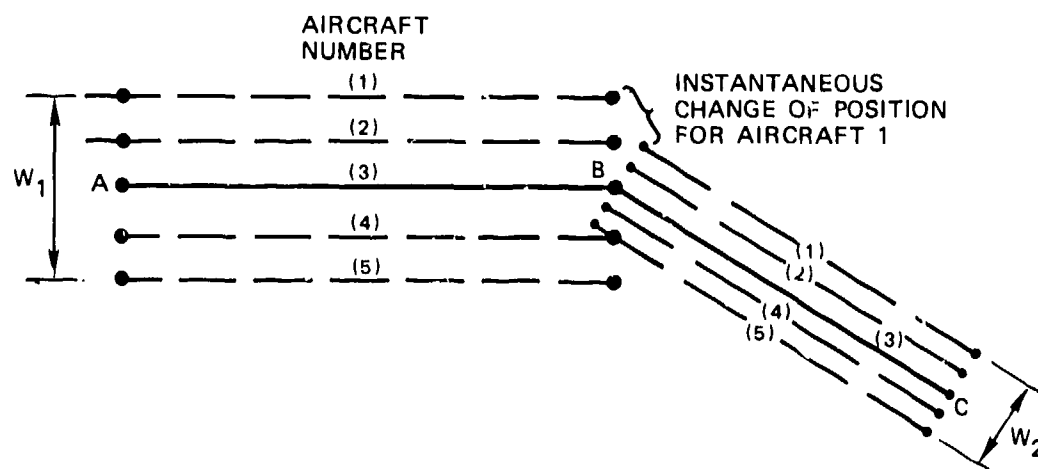 AIRCRAFT
NUMBER
(1)
(2)
(3)
(4)
(5)
W1
A
B
INSTANTANEOUS
CHANGE OF POSITION
FOR AIRCRAFT 1
(1)
(2)
(3)
(4)
(5)
C
W2